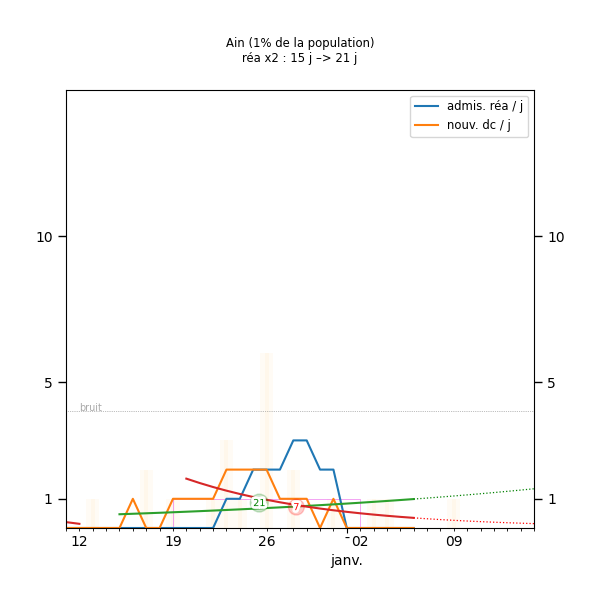 Ain (1% de la population)
réa x2 : 15 j –> 21 j
admis. réa / j
nouv. dc / j
10
10
5
5
bruit
1
1
21
7
12
19
26
02
09
janv.